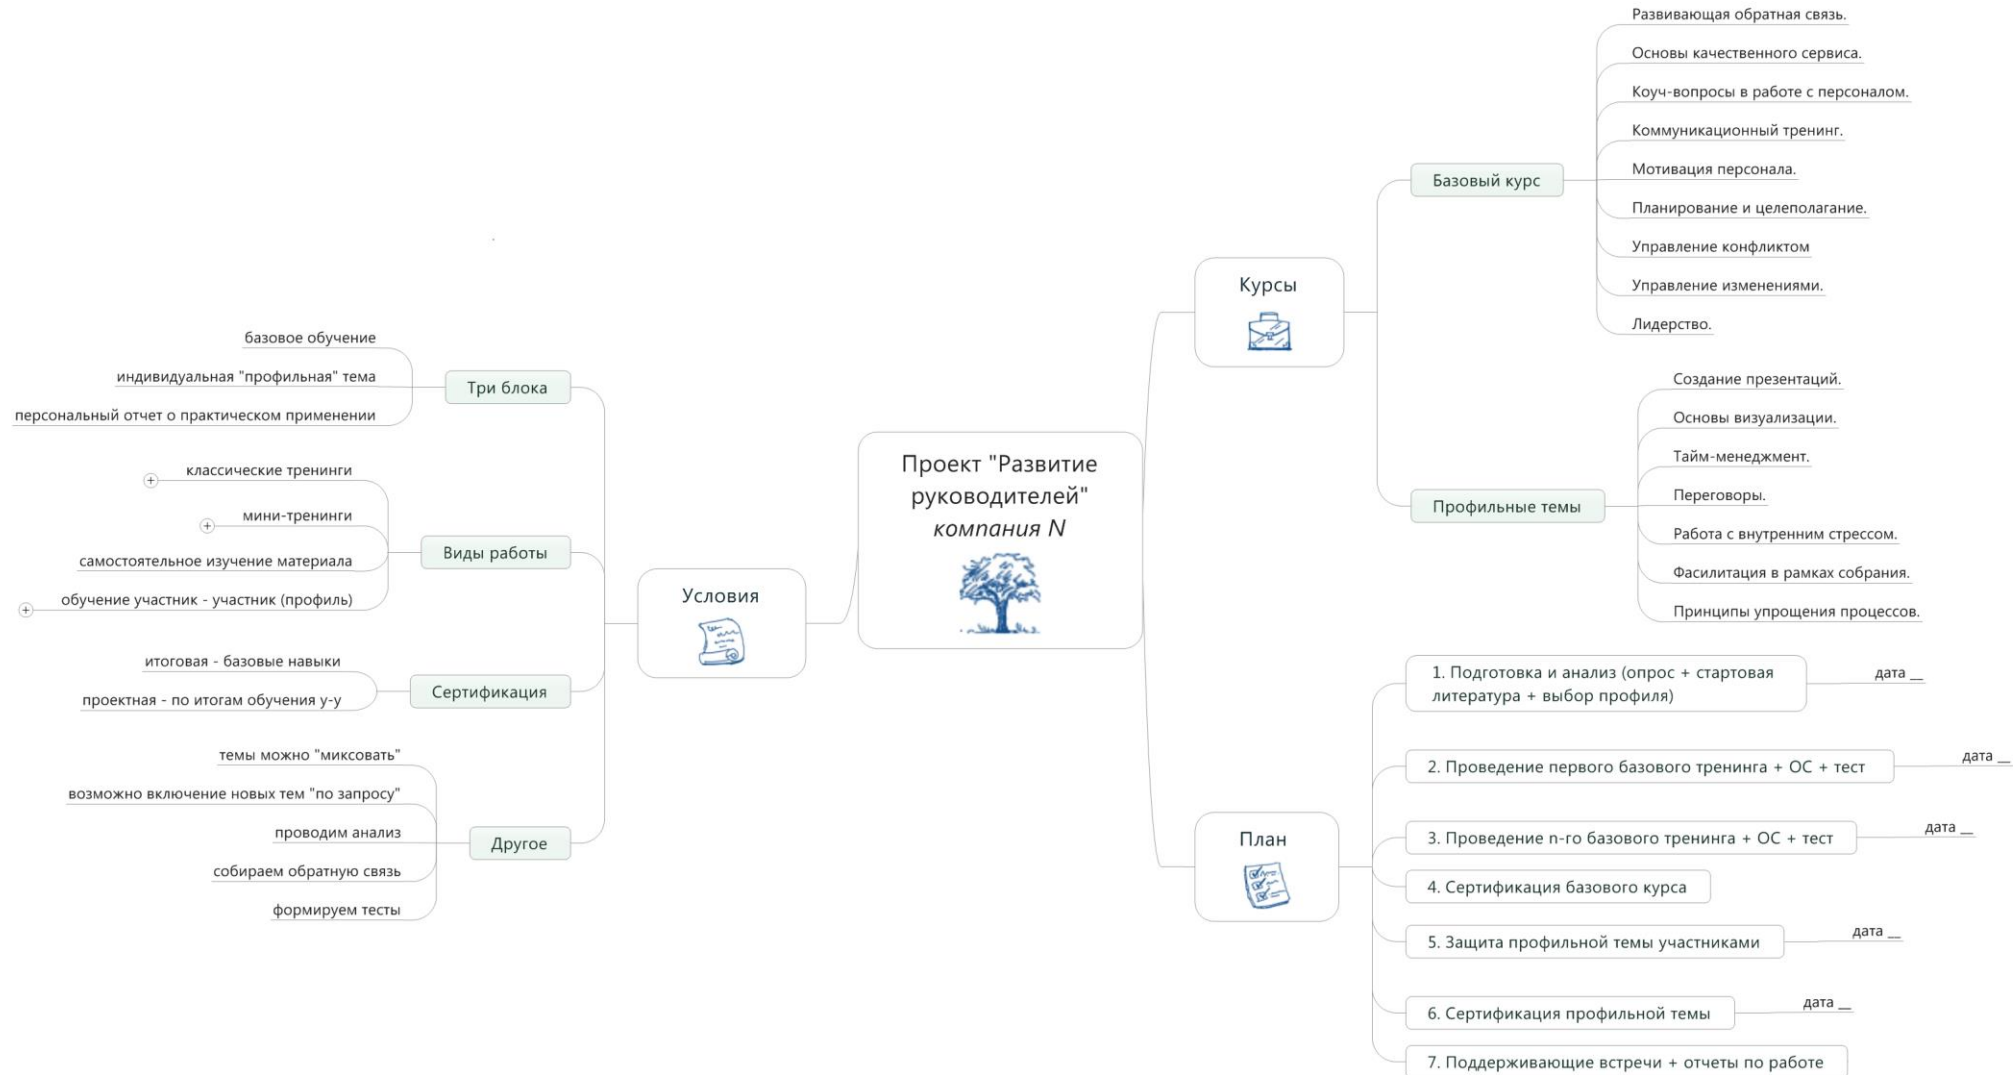 Проект "Развитие
руководителей"
компания N
Курсы
Базовый курс
Развивающая обратная связь.
Основы качественного сервиса.
Коуч-вопросы в работе с персоналом.
Коммуникационный тренинг.
Мотивация персонала.
Планирование и целеполагание.
Управление конфликтом
Управление изменениями.
Лидерство.
Профильные темы
Создание презентаций.
Основы визуализации.
Тайм-менеджмент.
Переговоры.
Работа с внутренним стрессом.
Фасилитация в рамках собрания.
Принципы упрощения процессов.
План
1. Подготовка и анализ (опрос + стартовая
литература + выбор профиля)
дата __
2. Проведение первого базового тренинга + ОС + тест
дата __
3. Проведение n-го базового тренинга + ОС + тест
дата __
4. Сертификация базового курса
5. Защита профильной темы участниками
дата __
6. Сертификация профильной темы
дата __
7. Поддерживающие встречи + отчеты по работе
Условия
Три блока
базовое обучение
индивидуальная "профильная" тема
персональный отчет о практическом применении
Виды работы
классические тренинги
мини-тренинги
самостоятельное изучение материала
обучение участник - участник (профиль)
Сертификация
итоговая - базовые навыки
проектная - по итогам обучения у-у
Другое
темы можно "миксовать"
возможно включение новых тем "по запросу"
проводим анализ
собираем обратную связь
формируем тесты